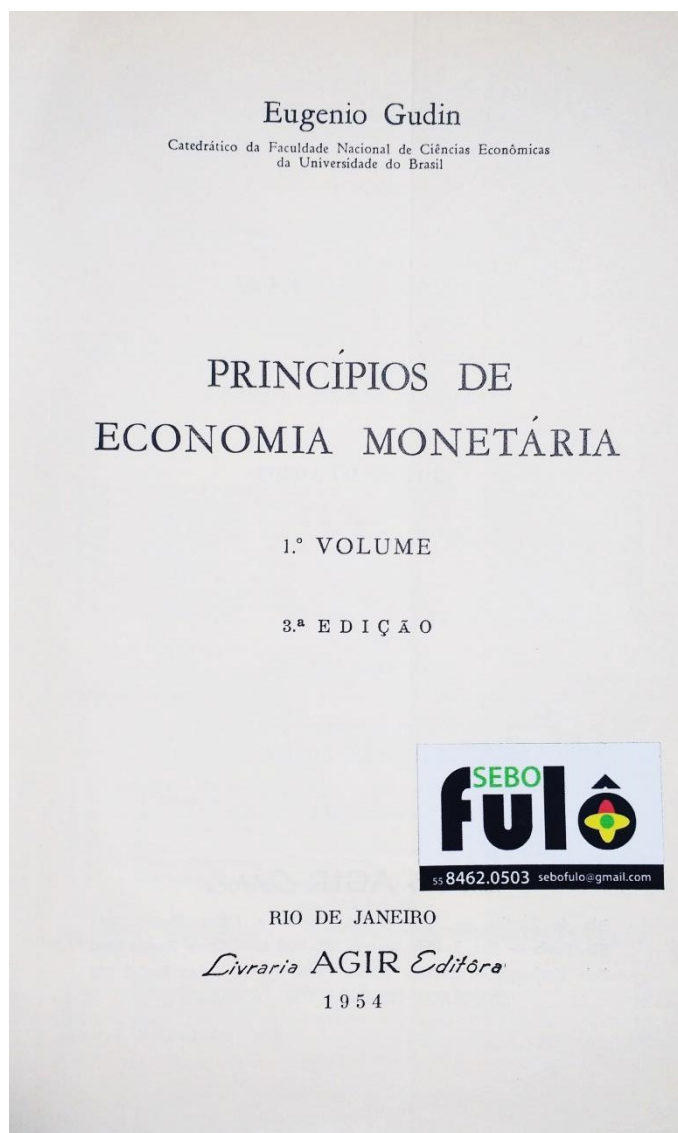 Eugenio Gudin
Catedrático da Faculdade Nacional de Ciências Econômicas
da Universidade do Brasil
PRINCÍPIOS DE
ECONOMIA MONETÁRIA
1.º VOLUME
3.ª EDIÇÃO
SEBO
fulô
55 8462.0503 sebofulo@gmail.com
RIO DE JANEIRO
Livraria AGIR Editôra
1954